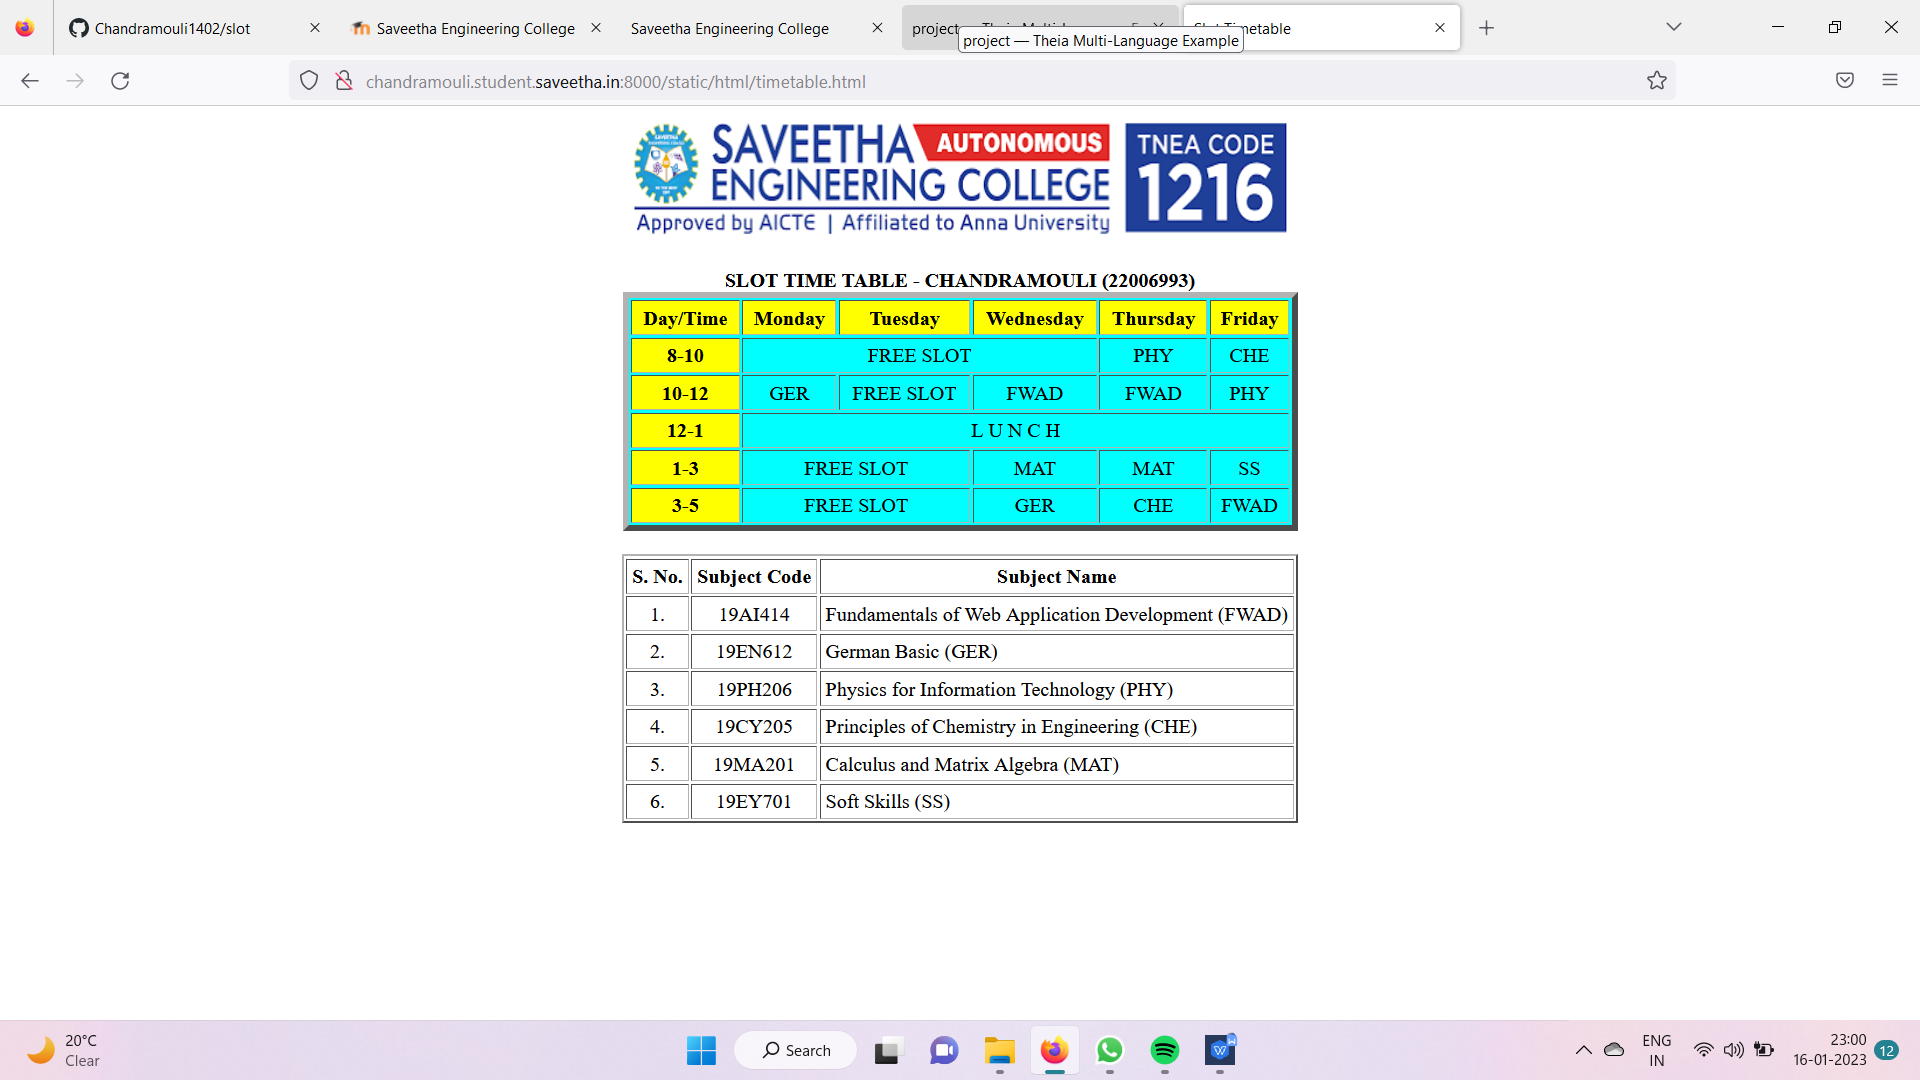 Chandramouli1402/slot
Saveetha Engineering College
Saveetha Engineering College
project — Theia Multi-Language Example
chandramouli.student.saveetha.in:8000/static/html/timetable.html
SAVEETHA AUTONOMOUS
ENGINEERING COLLEGE
Approved by AICTE | Affiliated to Anna University
TNEA CODE
1216
SLOT TIME TABLE - CHANDRAMOULI (22006993)
Day/Time Monday Tuesday Wednesday Thursday Friday
8-10 FREE SLOT PHY CHE
10-12 GER FREE SLOT FWAD FWAD PHY
12-1 L U N C H
1-3 FREE SLOT MAT MAT SS
3-5 FREE SLOT GER CHE FWAD
S. No. Subject Code Subject Name
1. 19AI414 Fundamentals of Web Application Development (FWAD)
2. 19EN612 German Basic (GER)
3. 19PH206 Physics for Information Technology (PHY)
4. 19CY205 Principles of Chemistry in Engineering (CHE)
5. 19MA201 Calculus and Matrix Algebra (MAT)
6. 19EY701 Soft Skills (SS)
20°C
Clear
Search
ENG
IN
23:00
16-01-2023
12